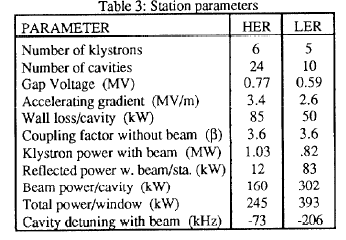 Table 3: Station parameters
PARAMETER HER LER
Number of klystrons 6 5
Number of cavities 24 10
Gap Voltage (MV) 0.77 0.59
Accelerating gradient (MV/m) 3.4 2.6
Wall loss/cavity (kW) 85 50
Coupling factor without beam (β) 3.6 3.6
Klystron power with beam (MW) 1.03 .82
Reflected power w. beam/sta. (kW) 12 83
Beam power/cavity (kW) 160 302
Total power/window (kW) 245 393
Cavity detuning with beam (kHz) -73 -206